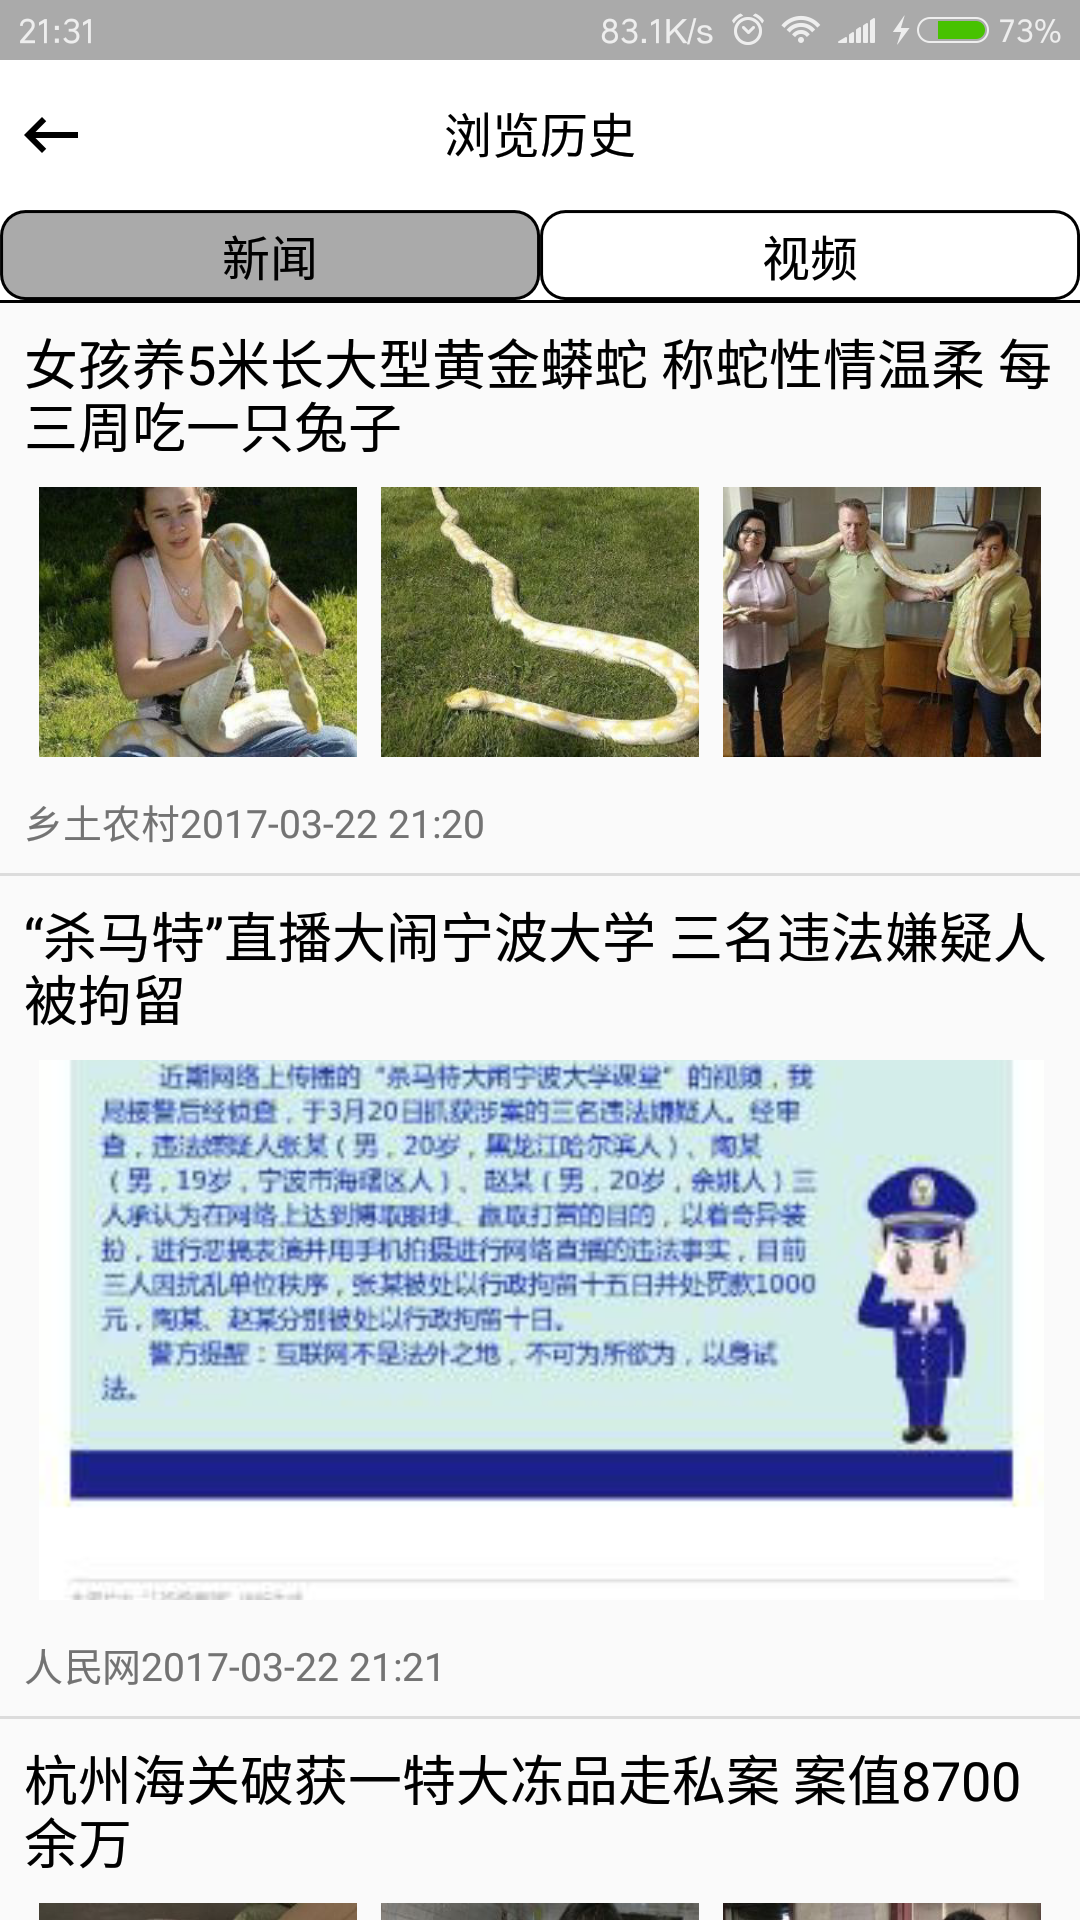 21:31 83.1K/s 73%
浏览历史
新闻 视频
女孩养5米长大型黄金蟒蛇 称蛇性情温柔 每
三周吃一只兔子
乡土农村2017-03-22 21:20
“杀马特”直播大闹宁波大学 三名违法嫌疑人
被拘留
近期网络上传播的“杀马特大闹宁波大学课堂”的视频，我
局接警后经侦查，于3月20日抓获涉案的三名违法嫌疑人。经审
查，违法嫌疑人张某（男，20岁，黑龙江哈尔滨人）、陶某
（男，19岁，宁波市海曙区人）、赵某（男，20岁，余姚人）三
人承认为在网络上达到博取眼球、赢取打赏的目的，以着奇异装
扮，进行恶搞表演并用手机拍摄进行网络直播的违法事实，目前
三人因扰乱单位秩序，张某被处以行政拘留十五日并处罚款1000
元，陶某、赵某分别被处以行政拘留十日。
警方提醒：互联网不是法外之地，不可为所欲为，以身试
法。
人民网2017-03-22 21:21
杭州海关破获一特大冻品走私案 案值8700
余万